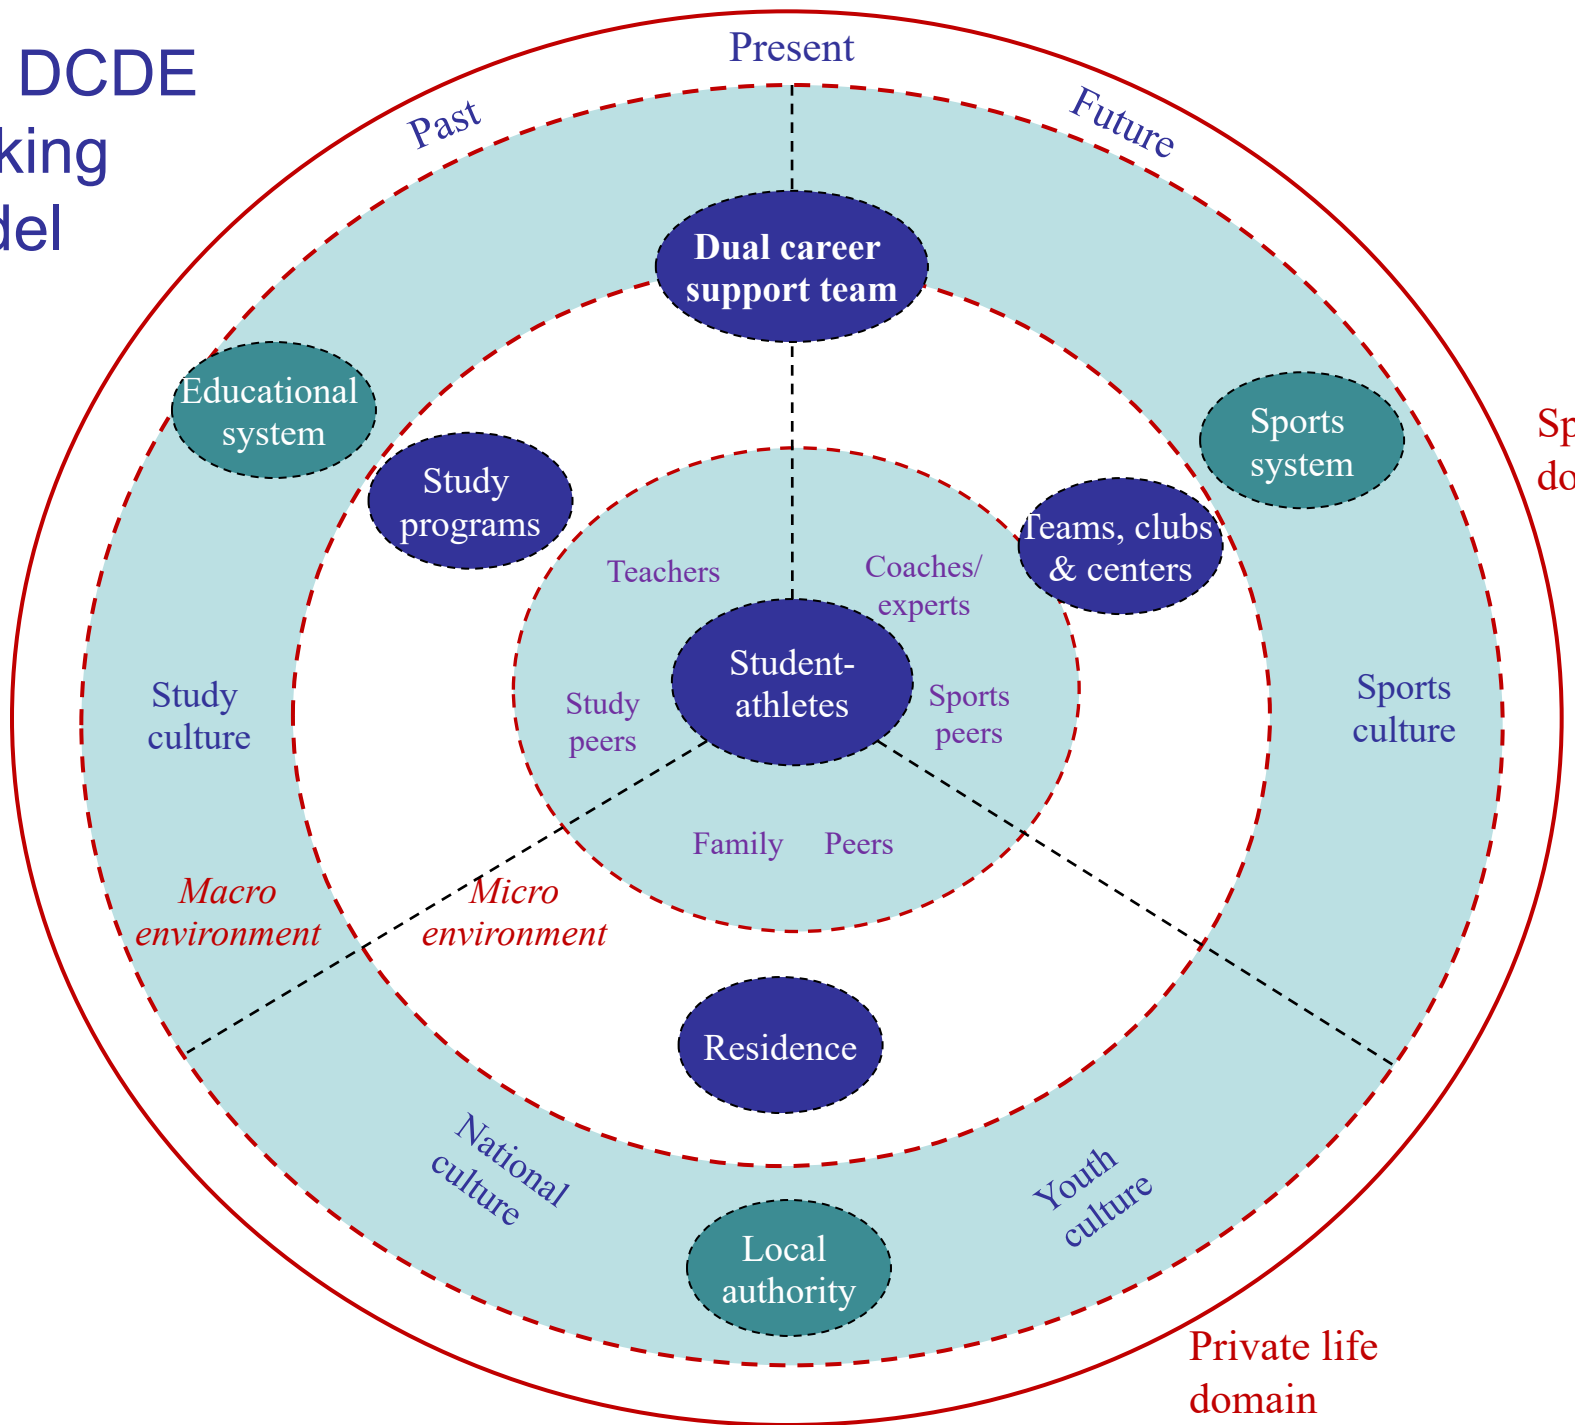 DCDE
Present
Past
Future
Dual career
support team
Educational
system
Sports
system
Study
programs
Teams, clubs
& centers
Teachers
Coaches/
experts
Student-
athletes
Study
peers
Sports
peers
Study
culture
Sports
culture
Family Peers
Macro
environment
Micro
environment
Residence
National
culture
Youth
culture
Local
authority
Private life
domain